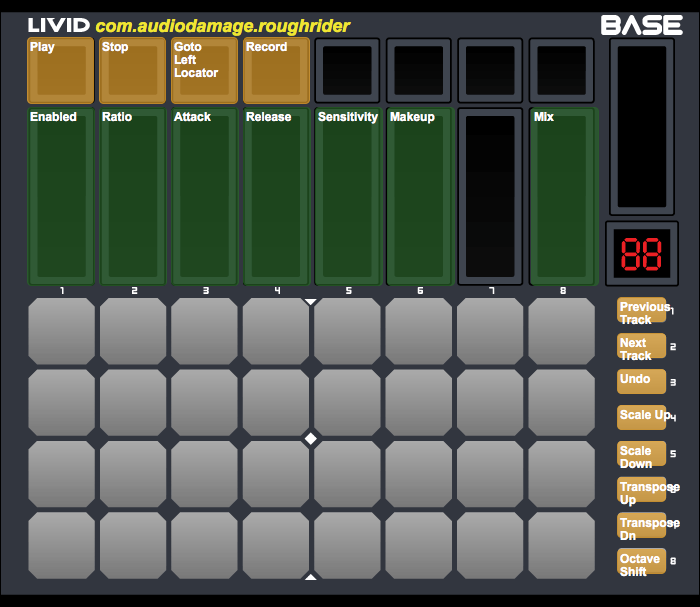 LIVID com.audiodamage.roughrider BASE
Play Stop Goto Left Locator Record
Enabled Ratio Attack Release Sensitivity Makeup Mix
88
1 2 3 4 5 6 7 8
Previous Track 1
Next Track 2
Undo 3
Scale Up 4
Scale Down 5
Transpose Up 6
Transpose Dn 7
Octave Shift 8